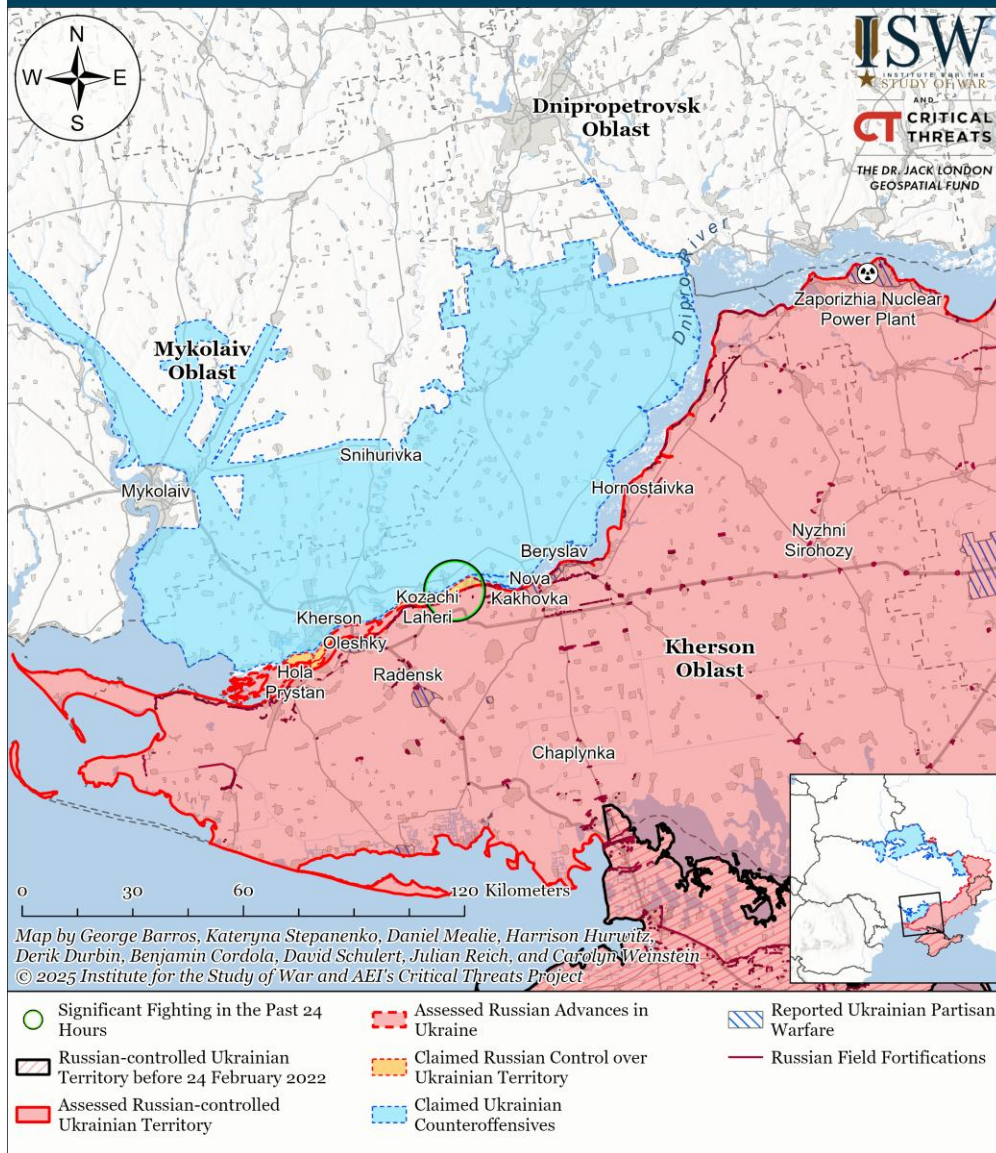 N
W
E
S
ISW
INSTITUTE FOR THE
STUDY OF WAR
AND
CT CRITICAL
THREATS
THE DR. JACK LONDON
GEOSPATIAL FUND
Dnipropetrovsk
Oblast
Dnipro River
Zaporizhia Nuclear
Power Plant
Mykolaiv
Oblast
Snihurivka
Mykolaiv
Hornostaivka
Nyzhni
Sirohozy
Beryslav
Nova
Kakhovka
Kozachi
Laheri
Kherson
Oleshky
Kherson
Oblast
Hola
Prystan
Radensk
Chaplynka
0 30 60 120 Kilometers
Map by George Barros, Kateryna Stepanenko, Daniel Mealie, Harrison Hurwitz,
Derik Durbin, Benjamin Cordola, David Schulert, Julian Reich, and Carolyn Weinstein
© 2025 Institute for the Study of War and AEI's Critical Threats Project
Significant Fighting in the Past 24
Hours
Russian-controlled Ukrainian
Territory before 24 February 2022
Assessed Russian-controlled
Ukrainian Territory
Assessed Russian Advances in
Ukraine
Claimed Russian Control over
Ukrainian Territory
Claimed Ukrainian
Counteroffensives
Reported Ukrainian Partisan
Warfare
Russian Field Fortifications